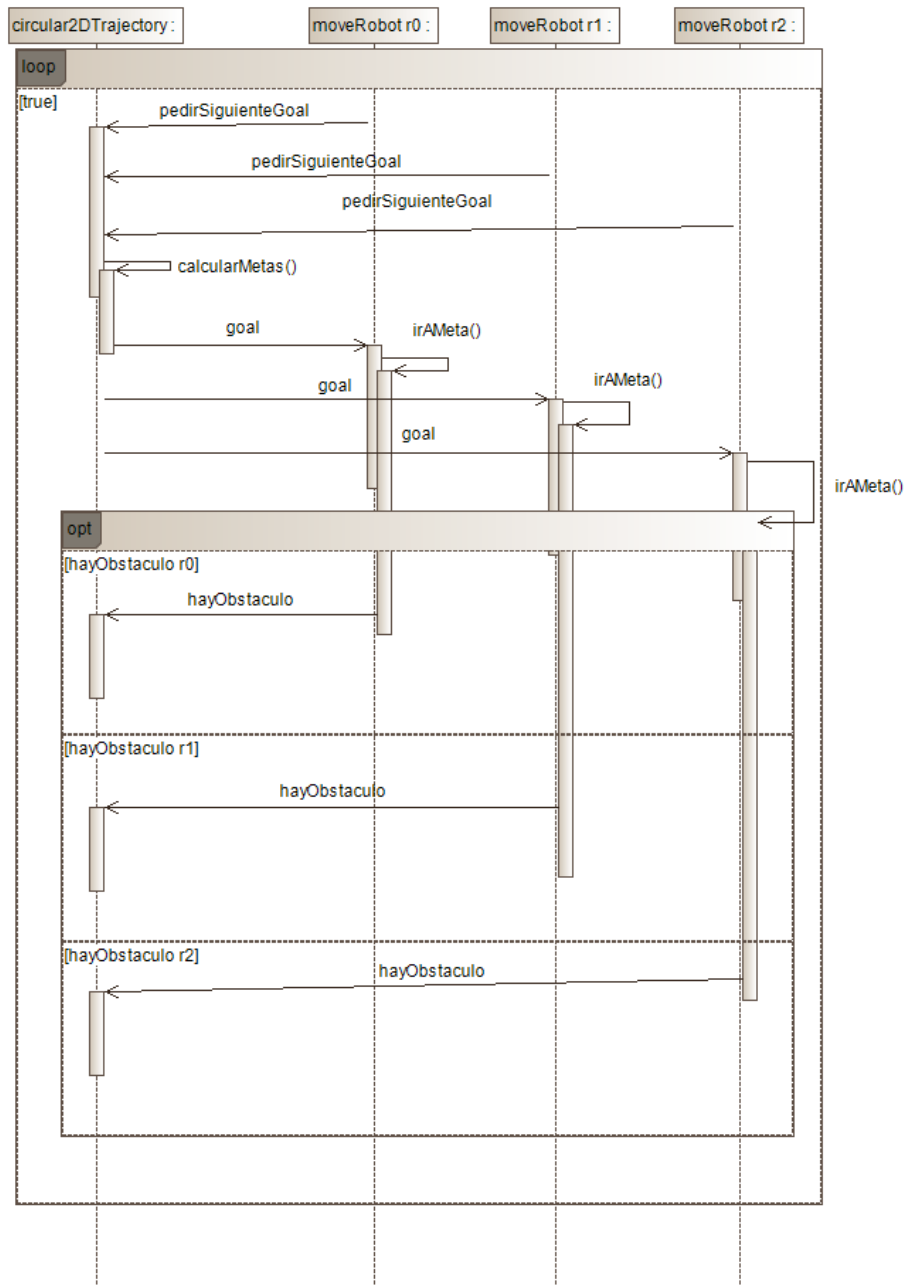 circular2DTrajectory :
moveRobot r0 :
moveRobot r1 :
moveRobot r2 :
loop
[true]
pedirSiguienteGoal
pedirSiguienteGoal
pedirSiguienteGoal
calcularMetas()
goal
irAMeta()
goal
irAMeta()
goal
irAMeta()
opt
[hayObstaculo r0]
hayObstaculo
[hayObstaculo r1]
hayObstaculo
[hayObstaculo r2]
hayObstaculo